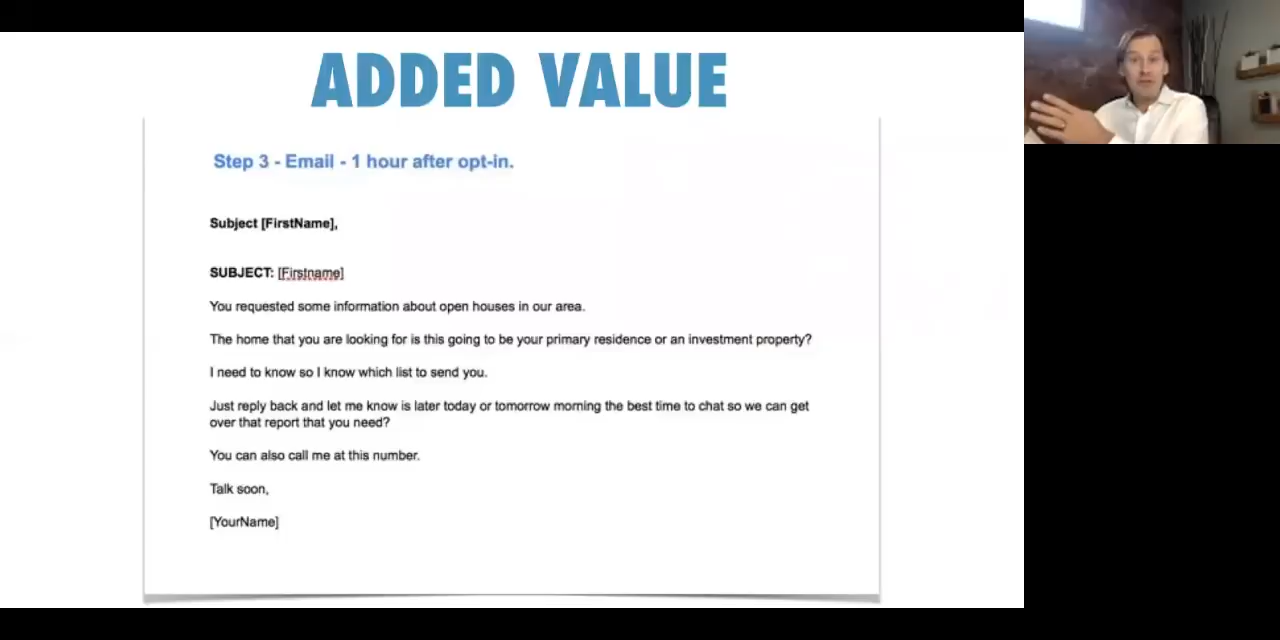 ADDED VALUE
Step 3 - Email - 1 hour after opt-in.
Subject [FirstName],
SUBJECT: [Firstname]
You requested some information about open houses in our area.
The home that you are looking for is this going to be your primary residence or an investment property?
I need to know so I know which list to send you.
Just reply back and let me know is later today or tomorrow morning the best time to chat so we can get
over that report that you need?
You can also call me at this number.
Talk soon,
[YourName]